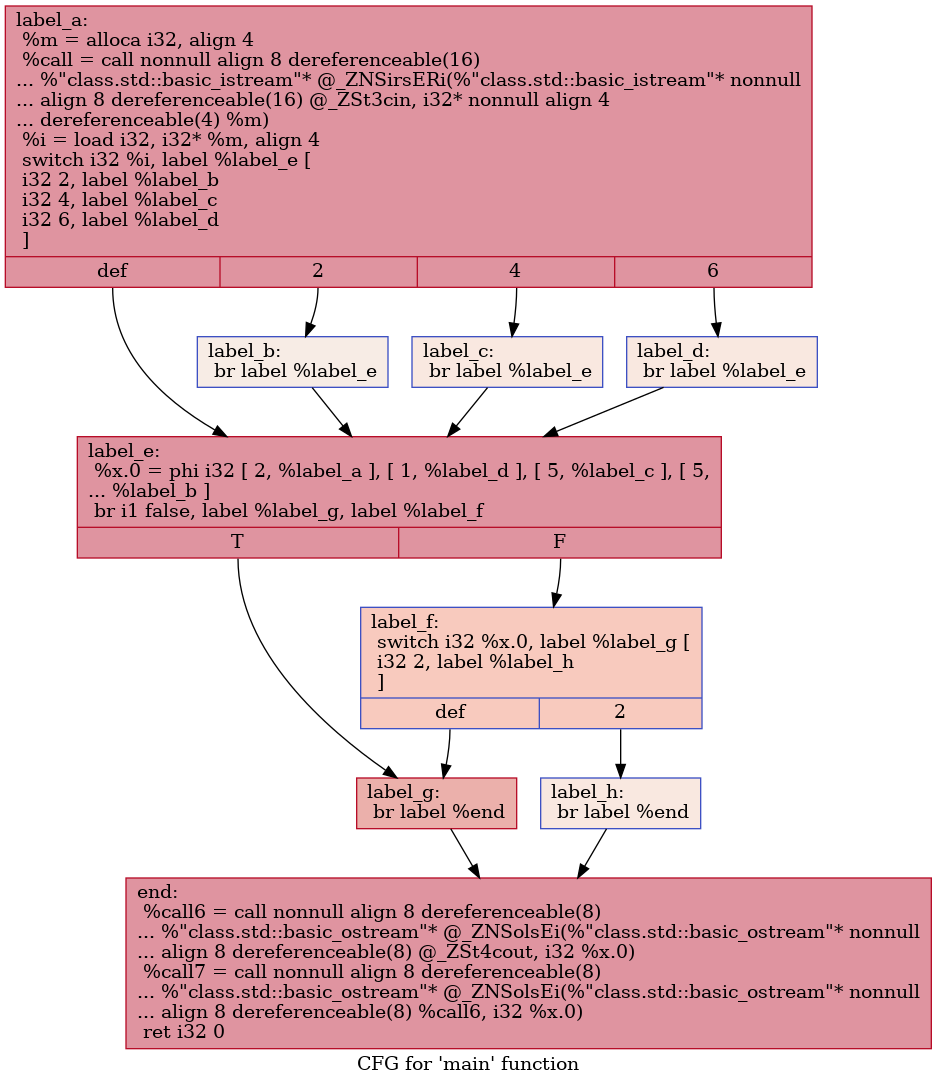 label_a:
%m = alloca i32, align 4
%call = call nonnull align 8 dereferenceable(16)
... %"class.std::basic_istream"* @_ZNSirsERi(%"class.std::basic_istream"* nonnull
... align 8 dereferenceable(16) @_ZSt3cin, i32* nonnull align 4
... dereferenceable(4) %m)
%i = load i32, i32* %m, align 4
switch i32 %i, label %label_e [
i32 2, label %label_b
i32 4, label %label_c
i32 6, label %label_d
]
def 2 4 6
label_b:
br label %label_e
label_c:
br label %label_e
label_d:
br label %label_e
label_e:
%x.0 = phi i32 [ 2, %label_a ], [ 1, %label_d ], [ 5, %label_c ], [ 5,
... %label_b ]
br i1 false, label %label_g, label %label_f
T F
label_f:
switch i32 %x.0, label %label_g [
i32 2, label %label_h
]
def 2
label_g:
br label %end
label_h:
br label %end
end:
%call6 = call nonnull align 8 dereferenceable(8)
... %"class.std::basic_ostream"* @_ZNSolsEi(%"class.std::basic_ostream"* nonnull
... align 8 dereferenceable(8) @_ZSt4cout, i32 %x.0)
%call7 = call nonnull align 8 dereferenceable(8)
... %"class.std::basic_ostream"* @_ZNSolsEi(%"class.std::basic_ostream"* nonnull
... align 8 dereferenceable(8) %call6, i32 %x.0)
ret i32 0
CFG for 'main' function